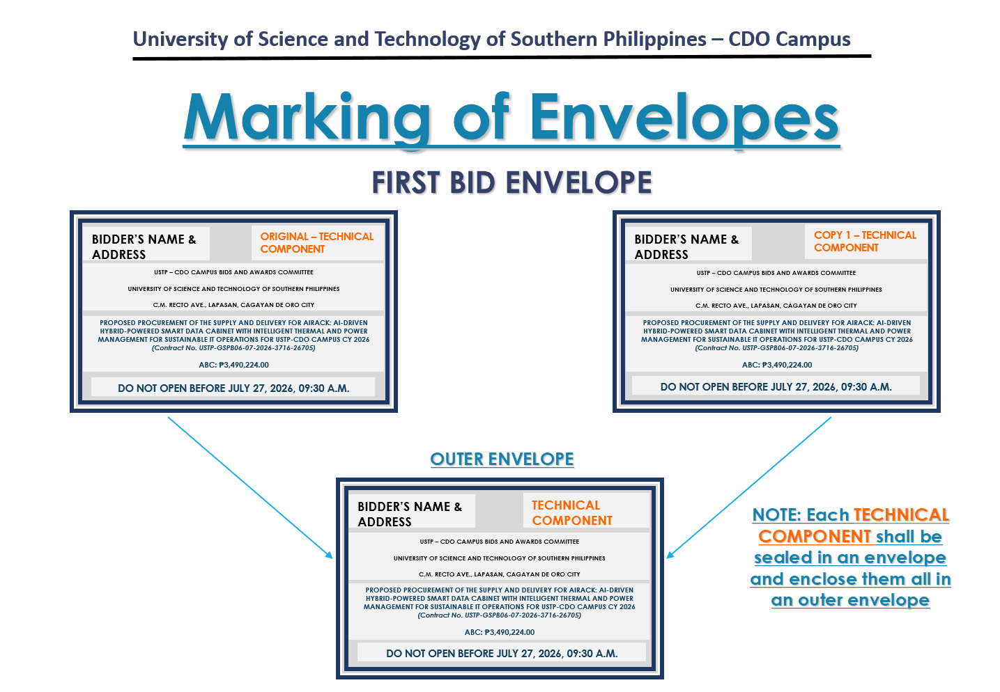 University of Science and Technology of Southern Philippines – CDO Campus
Marking of Envelopes
FIRST BID ENVELOPE
BIDDER'S NAME &
ADDRESS
ORIGINAL – TECHNICAL
COMPONENT
USTP – CDO CAMPUS BIDS AND AWARDS COMMITTEE
UNIVERSITY OF SCIENCE AND TECHNOLOGY OF SOUTHERN PHILIPPINES
C.M. RECTO AVE., LAPASAN, CAGAYAN DE ORO CITY
PROPOSED PROCUREMENT OF THE SUPPLY AND DELIVERY FOR AIRACK: AI-DRIVEN
HYBRID-POWERED SMART DATA CABINET WITH INTELLIGENT THERMAL AND POWER
MANAGEMENT FOR SUSTAINABLE IT OPERATIONS FOR USTP-CDO CAMPUS CY 2026
(Contract No. USTP-GSPB06-07-2026-3716-26705)
ABC: ₱3,490,224.00
DO NOT OPEN BEFORE JULY 27, 2026, 09:30 A.M.
BIDDER'S NAME &
ADDRESS
COPY 1 – TECHNICAL
COMPONENT
USTP – CDO CAMPUS BIDS AND AWARDS COMMITTEE
UNIVERSITY OF SCIENCE AND TECHNOLOGY OF SOUTHERN PHILIPPINES
C.M. RECTO AVE., LAPASAN, CAGAYAN DE ORO CITY
PROPOSED PROCUREMENT OF THE SUPPLY AND DELIVERY FOR AIRACK: AI-DRIVEN
HYBRID-POWERED SMART DATA CABINET WITH INTELLIGENT THERMAL AND POWER
MANAGEMENT FOR SUSTAINABLE IT OPERATIONS FOR USTP-CDO CAMPUS CY 2026
(Contract No. USTP-GSPB06-07-2026-3716-26705)
ABC: ₱3,490,224.00
DO NOT OPEN BEFORE JULY 27, 2026, 09:30 A.M.
OUTER ENVELOPE
BIDDER'S NAME &
ADDRESS
TECHNICAL
COMPONENT
USTP – CDO CAMPUS BIDS AND AWARDS COMMITTEE
UNIVERSITY OF SCIENCE AND TECHNOLOGY OF SOUTHERN PHILIPPINES
C.M. RECTO AVE., LAPASAN, CAGAYAN DE ORO CITY
PROPOSED PROCUREMENT OF THE SUPPLY AND DELIVERY FOR AIRACK: AI-DRIVEN
HYBRID-POWERED SMART DATA CABINET WITH INTELLIGENT THERMAL AND POWER
MANAGEMENT FOR SUSTAINABLE IT OPERATIONS FOR USTP-CDO CAMPUS CY 2026
(Contract No. USTP-GSPB06-07-2026-3716-26705)
ABC: ₱3,490,224.00
DO NOT OPEN BEFORE JULY 27, 2026, 09:30 A.M.
NOTE: Each TECHNICAL
COMPONENT shall be
sealed in an envelope
and enclose them all in
an outer envelope